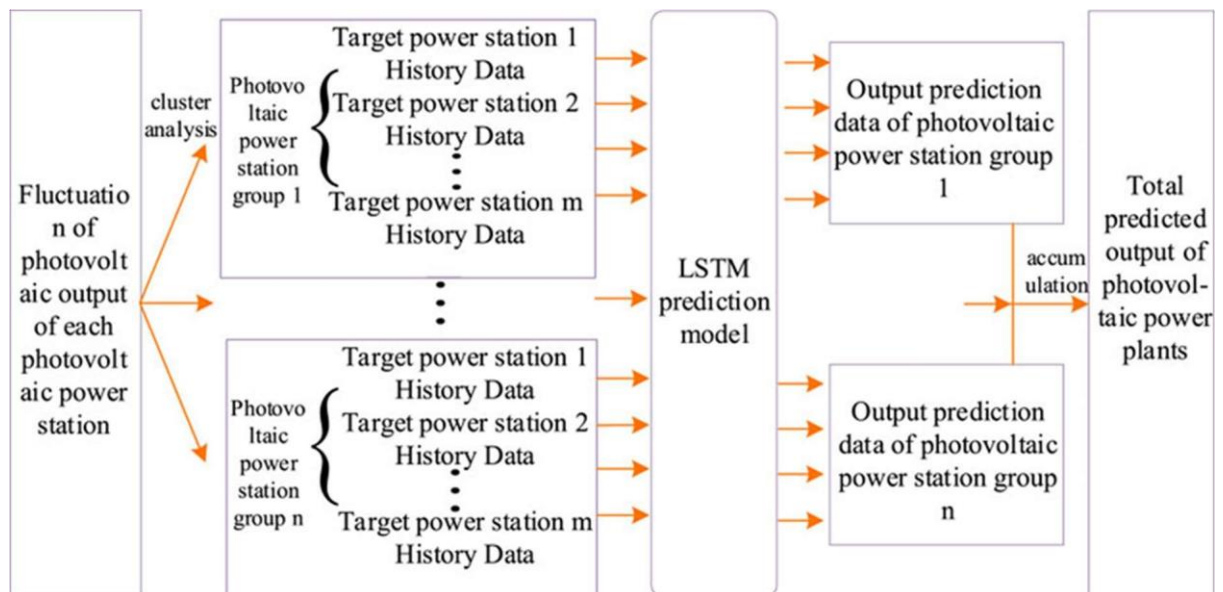 Fluctuatio
n of
photovolt
aic output
of each
photovolt
aic power
station
cluster
analysis
Photovo
ltaic
power
station
group 1
Target power station 1
History Data
Target power station 2
History Data
Target power station m
History Data
Photovo
ltaic
power
station
group n
Target power station 1
History Data
Target power station 2
History Data
Target power station m
History Data
LSTM
prediction
model
Output prediction
data of photovoltaic
power station group
1
Output prediction
data of photovoltaic
power station group
n
accum
ulation
Total
predicted
output of
photovol-
taic power
plants